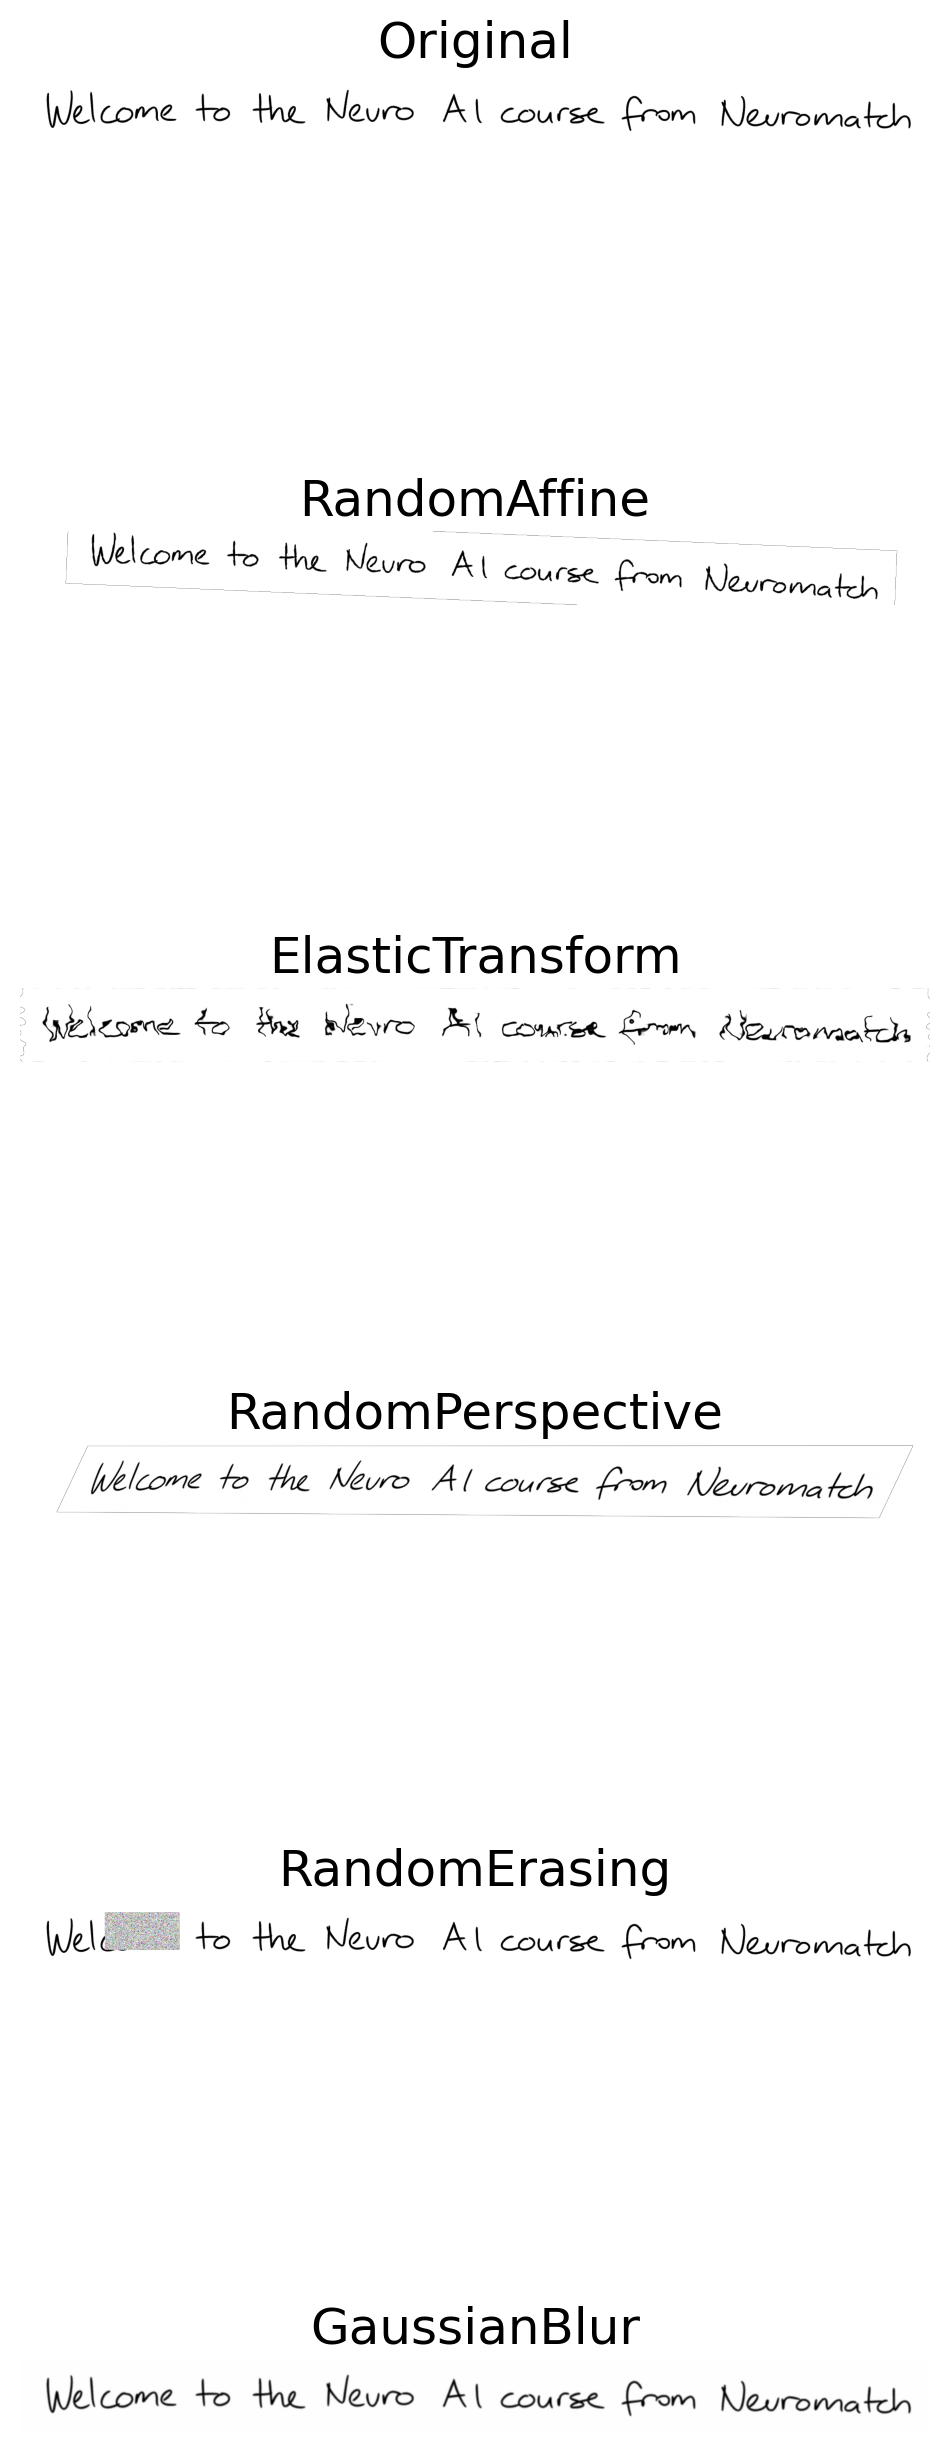 Original
Welcome to the Neuro AI course from Neuromatch
RandomAffine
Welcome to the Neuro AI course from Neuromatch
ElasticTransform
Welcome to the Neuro AI course from Neuromatch
RandomPerspective
Welcome to the Neuro AI course from Neuromatch
RandomErasing
Welc to the Neuro AI course from Neuromatch
GaussianBlur
Welcome to the Neuro AI course from Neuromatch